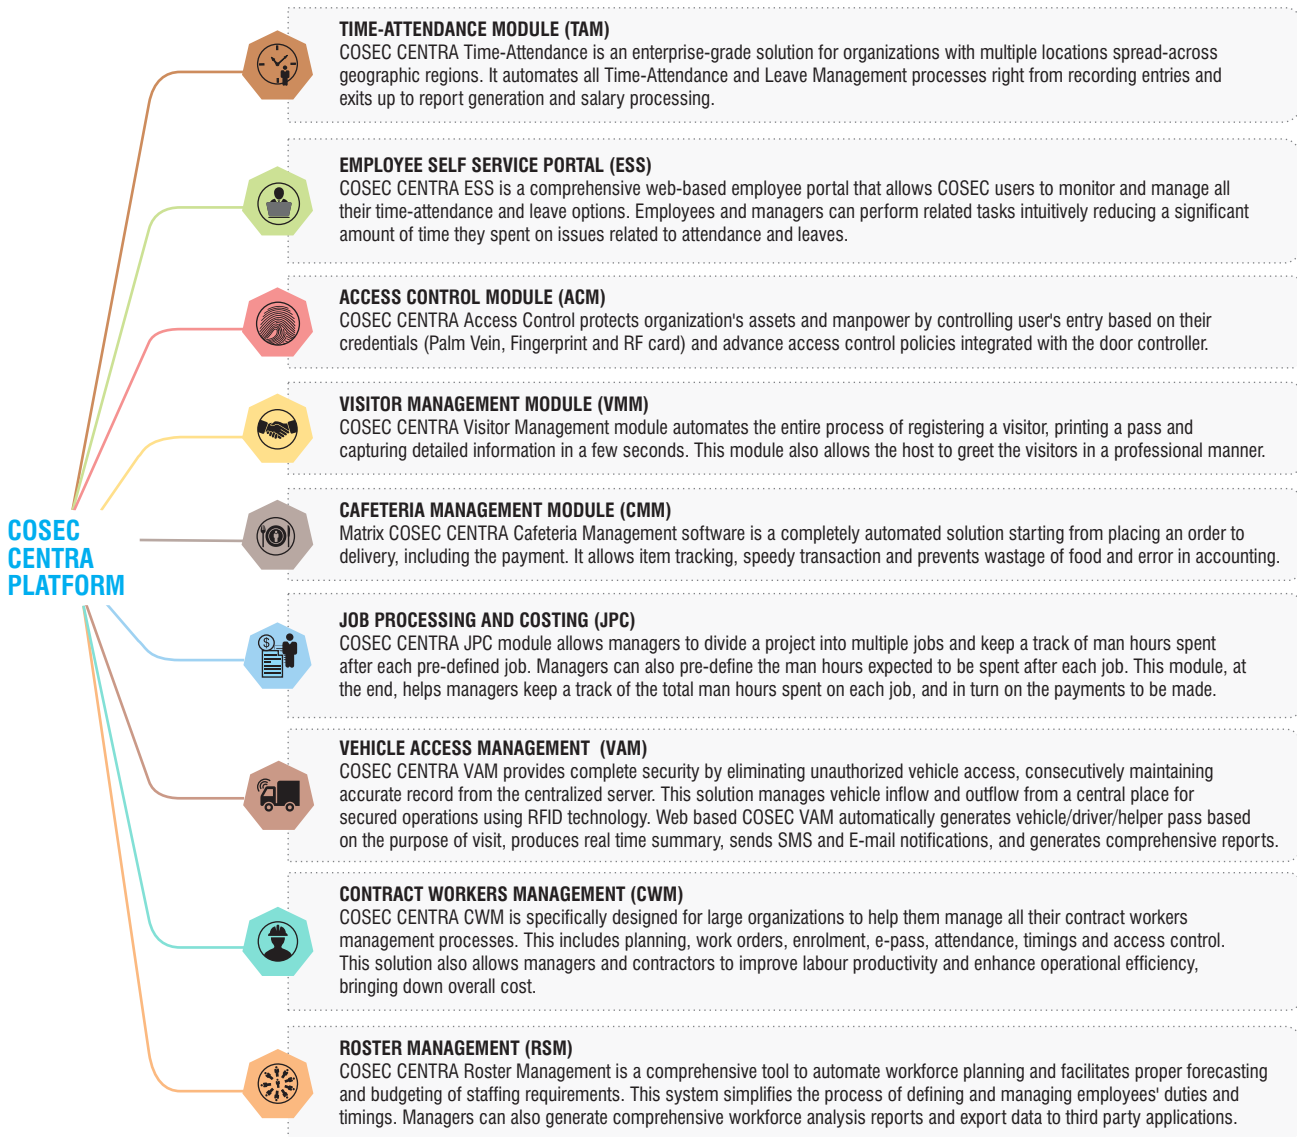 TIME-ATTENDANCE MODULE (TAM)
COSEC CENTRA Time-Attendance is an enterprise-grade solution for organizations with multiple locations spread-across
geographic regions. It automates all Time-Attendance and Leave Management processes right from recording entries and
exits up to report generation and salary processing.
EMPLOYEE SELF SERVICE PORTAL (ESS)
COSEC CENTRA ESS is a comprehensive web-based employee portal that allows COSEC users to monitor and manage all
their time-attendance and leave options. Employees and managers can perform related tasks intuitively reducing a significant
amount of time they spent on issues related to attendance and leaves.
ACCESS CONTROL MODULE (ACM)
COSEC CENTRA Access Control protects organization's assets and manpower by controlling user's entry based on their
credentials (Palm Vein, Fingerprint and RF card) and advance access control policies integrated with the door controller.
VISITOR MANAGEMENT MODULE (VMM)
COSEC CENTRA Visitor Management module automates the entire process of registering a visitor, printing a pass and
capturing detailed information in a few seconds. This module also allows the host to greet the visitors in a professional manner.
COSEC
CENTRA
PLATFORM
CAFETERIA MANAGEMENT MODULE (CMM)
Matrix COSEC CENTRA Cafeteria Management software is a completely automated solution starting from placing an order to
delivery, including the payment. It allows item tracking, speedy transaction and prevents wastage of food and error in accounting.
JOB PROCESSING AND COSTING (JPC)
COSEC CENTRA JPC module allows managers to divide a project into multiple jobs and keep a track of man hours spent
after each pre-defined job. Managers can also pre-define the man hours expected to be spent after each job. This module, at
the end, helps managers keep a track of the total man hours spent on each job, and in turn on the payments to be made.
$
VEHICLE ACCESS MANAGEMENT (VAM)
COSEC CENTRA VAM provides complete security by eliminating unauthorized vehicle access, consecutively maintaining
accurate record from the centralized server. This solution manages vehicle inflow and outflow from a central place for
secured operations using RFID technology. Web based COSEC VAM automatically generates vehicle/driver/helper pass based
on the purpose of visit, produces real time summary, sends SMS and E-mail notifications, and generates comprehensive reports.
CONTRACT WORKERS MANAGEMENT (CWM)
COSEC CENTRA CWM is specifically designed for large organizations to help them manage all their contract workers
management processes. This includes planning, work orders, enrolment, e-pass, attendance, timings and access control.
This solution also allows managers and contractors to improve labour productivity and enhance operational efficiency,
bringing down overall cost.
ROSTER MANAGEMENT (RSM)
COSEC CENTRA Roster Management is a comprehensive tool to automate workforce planning and facilitates proper forecasting
and budgeting of staffing requirements. This system simplifies the process of defining and managing employees' duties and
timings. Managers can also generate comprehensive workforce analysis reports and export data to third party applications.